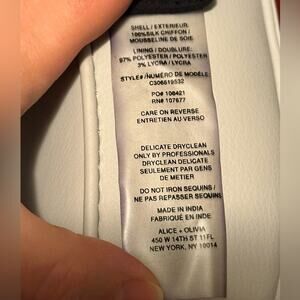 SHELL / EXTERIEUR:
100%SILK CHIFFON /
MOUSSELINE DE SOIE
LINING / DOUBLURE:
97% POLYESTER / POLYESTER
3% LYCRA / LYCRA
STYLE# /NUMÉRO DE MODÈLE:
C306519532
PO# 108421
RN# 107677
CARE ON REVERSE
ENTRETIEN AU VERSO
DELICATE DRYCLEAN
ONLY BY PROFESSIONALS
DRYCLEAN DELICATE
SEULEMENT PAR GENS
DE METIER
DO NOT IRON SEQUINS /
NE PAS REPASSER SEQUINS
MADE IN INDIA
FABRIQUÉ EN INDE
ALICE + OLIVIA
450 W 14TH ST 11FL
NEW YORK, NY 10014